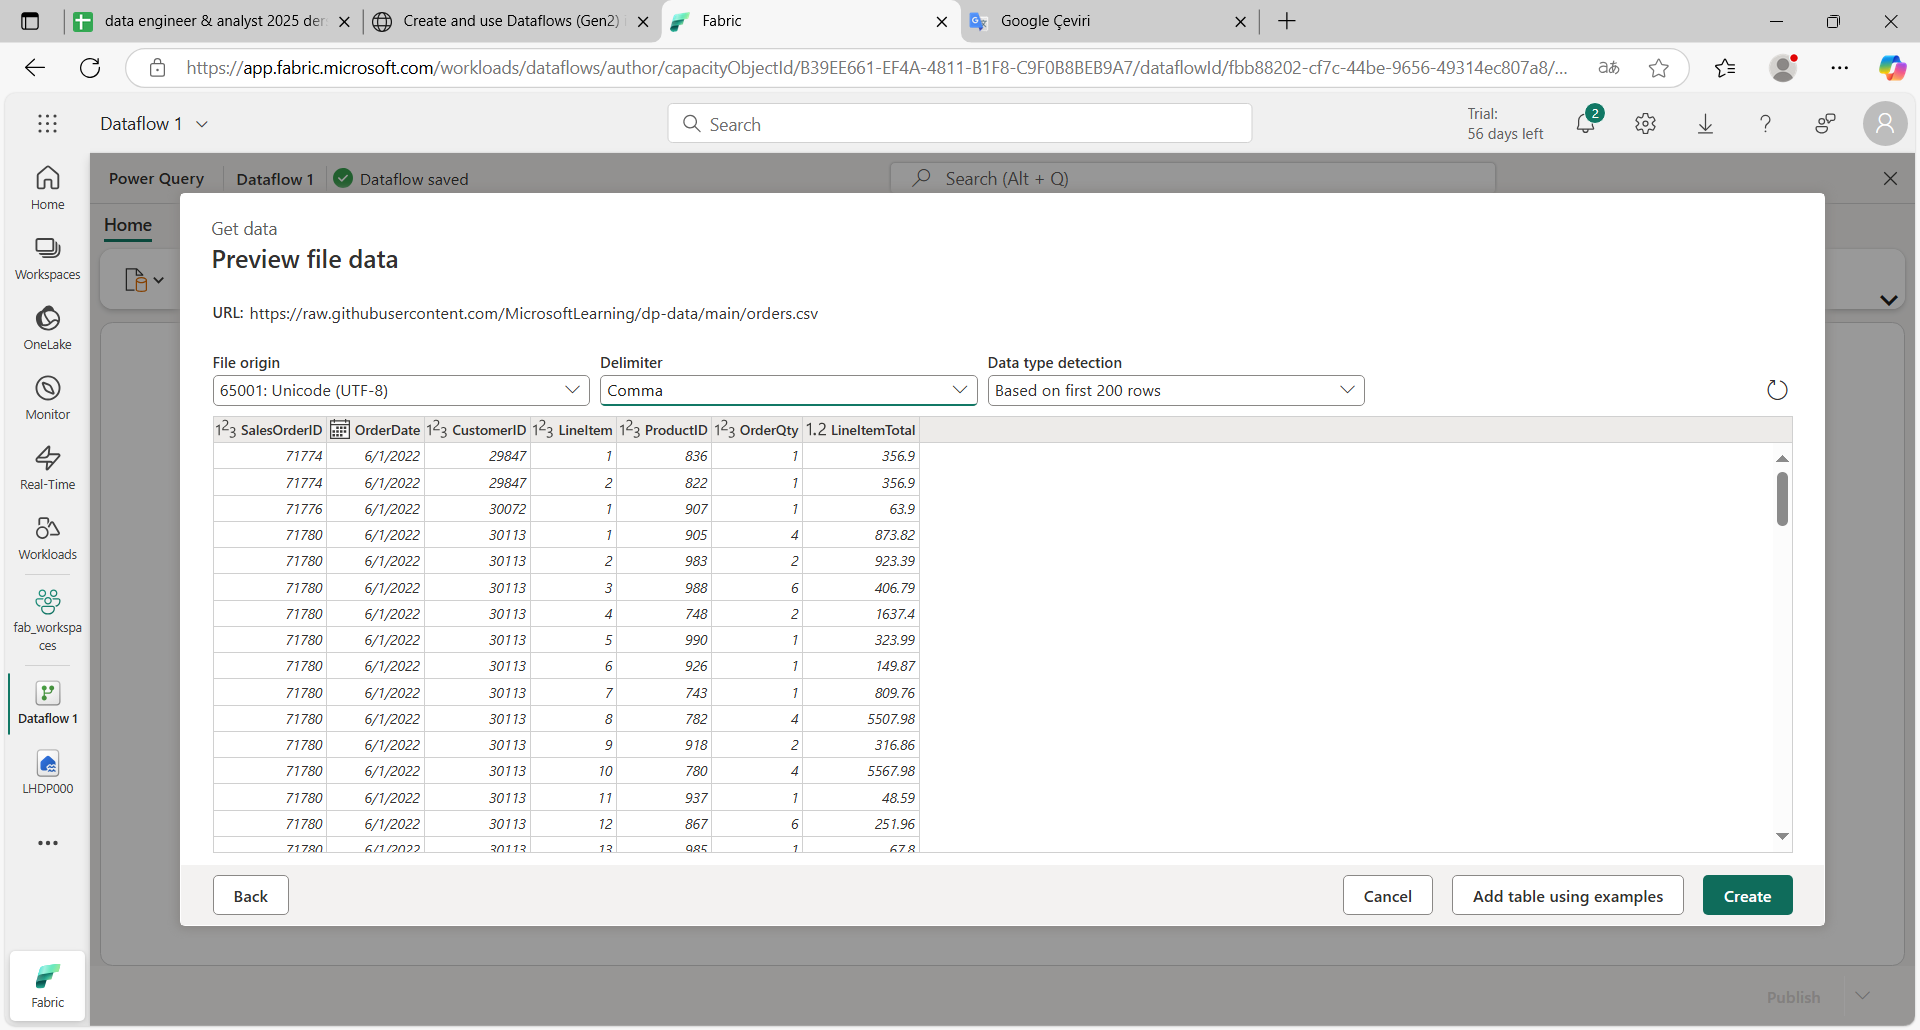 data engineer & analyst 2025 der
Create and use Dataflows (Gen2) i
Fabric
Google Çeviri
https://app.fabric.microsoft.com/workloads/dataflows/author/capacityObjectId/B39EE661-EF4A-4811-B1F8-C9F0B8BEB9A7/dataflowId/fbb88202-cf7c-44be-9656-49314ec807a8/...
Dataflow 1
Search
Trial:
56 days left
2
Home
Workspaces
OneLake
Monitor
Real-Time
Workloads
fab_workspa
ces
Dataflow 1
LHDP000
Fabric
Power Query
Dataflow 1
Dataflow saved
Search (Alt + Q)
Home
Get data
Preview file data
URL: https://raw.githubusercontent.com/MicrosoftLearning/dp-data/main/orders.csv
File origin
65001: Unicode (UTF-8)
Delimiter
Comma
Data type detection
Based on first 200 rows
123 SalesOrderID OrderDate 123 CustomerID 123 LineItem 123 ProductID 123 OrderQty 1.2 LineItemTotal
71774 6/1/2022 29847 1 836 1 356.9
71774 6/1/2022 29847 2 822 1 356.9
71776 6/1/2022 30072 1 907 1 63.9
71780 6/1/2022 30113 1 905 4 873.82
71780 6/1/2022 30113 2 983 2 923.39
71780 6/1/2022 30113 3 988 6 406.79
71780 6/1/2022 30113 4 748 2 1637.4
71780 6/1/2022 30113 5 990 1 323.99
71780 6/1/2022 30113 6 926 1 149.87
71780 6/1/2022 30113 7 743 1 809.76
71780 6/1/2022 30113 8 782 4 5507.98
71780 6/1/2022 30113 9 918 2 316.86
71780 6/1/2022 30113 10 780 4 5567.98
71780 6/1/2022 30113 11 937 1 48.59
71780 6/1/2022 30113 12 867 6 251.96
71780 6/1/2022 30113 13 985 1 67.8
Back
Cancel
Add table using examples
Create
Publish